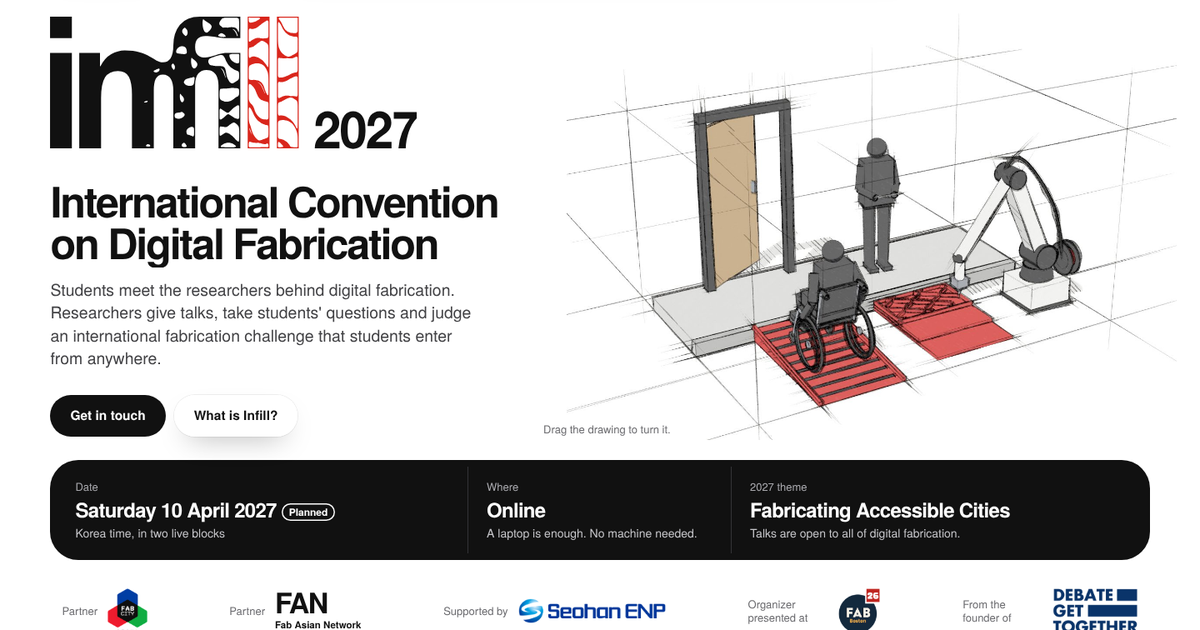 infill 2027
International Convention
on Digital Fabrication
Students meet the researchers behind digital fabrication.
Researchers give talks, take students' questions and judge
an international fabrication challenge that students enter
from anywhere.
Get in touch
What is Infill?
Drag the drawing to turn it.
Date
Saturday 10 April 2027 Planned
Korea time, in two live blocks
Where
Online
A laptop is enough. No machine needed.
2027 theme
Fabricating Accessible Cities
Talks are open to all of digital fabrication.
Partner
FAB
CITY
Partner
FAN
Fab Asian Network
Supported by
Seohan ENP
Organizer
presented at
FAB
26
Boston
From the
founder of
DEBATE
GET
TOGETHER